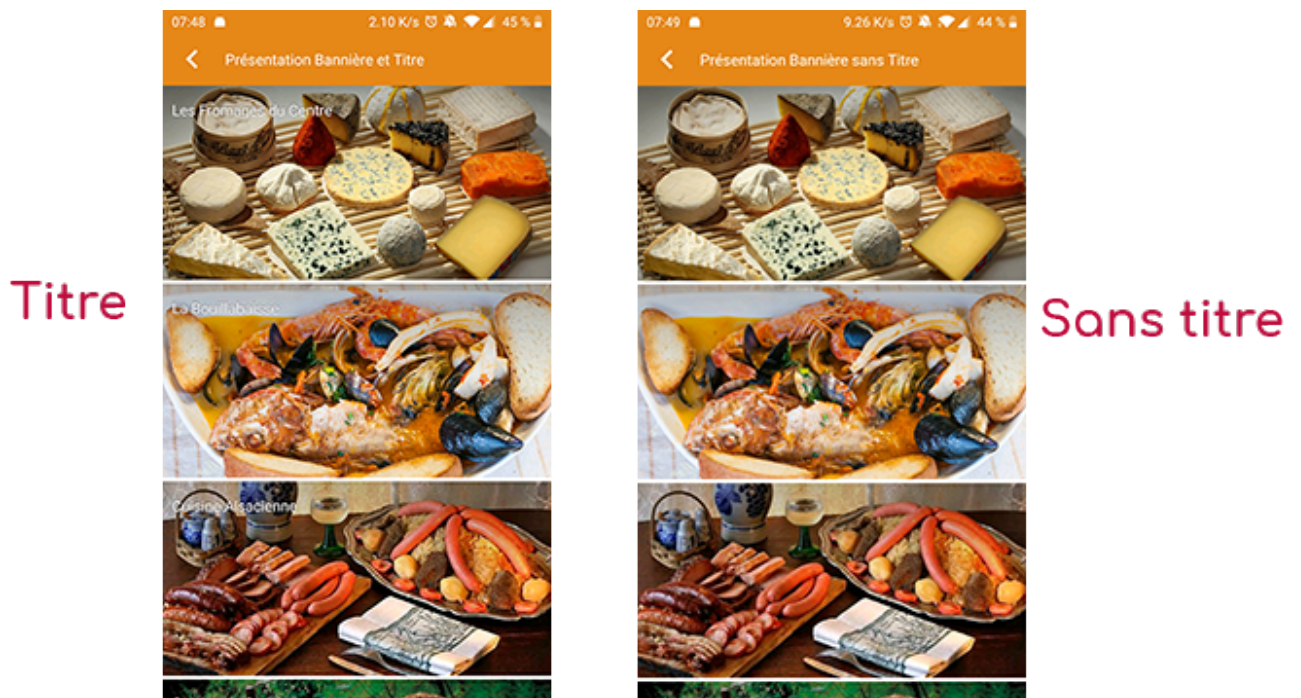 07:48 2.10 K/s 45 %
Présentation Bannière et Titre
Les Fromages du Centre
La Bouillabaisse
Cuisine Alsacienne
Titre
07:49 9.26 K/s 44 %
Présentation Bannière sans Titre
Sans titre